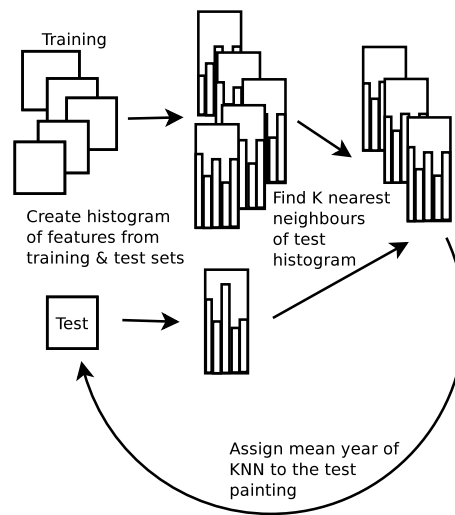 Training
Create histogram
of features from
training & test sets
Find K nearest
neighbours
of test
histogram
Test
Assign mean year of
KNN to the test
painting